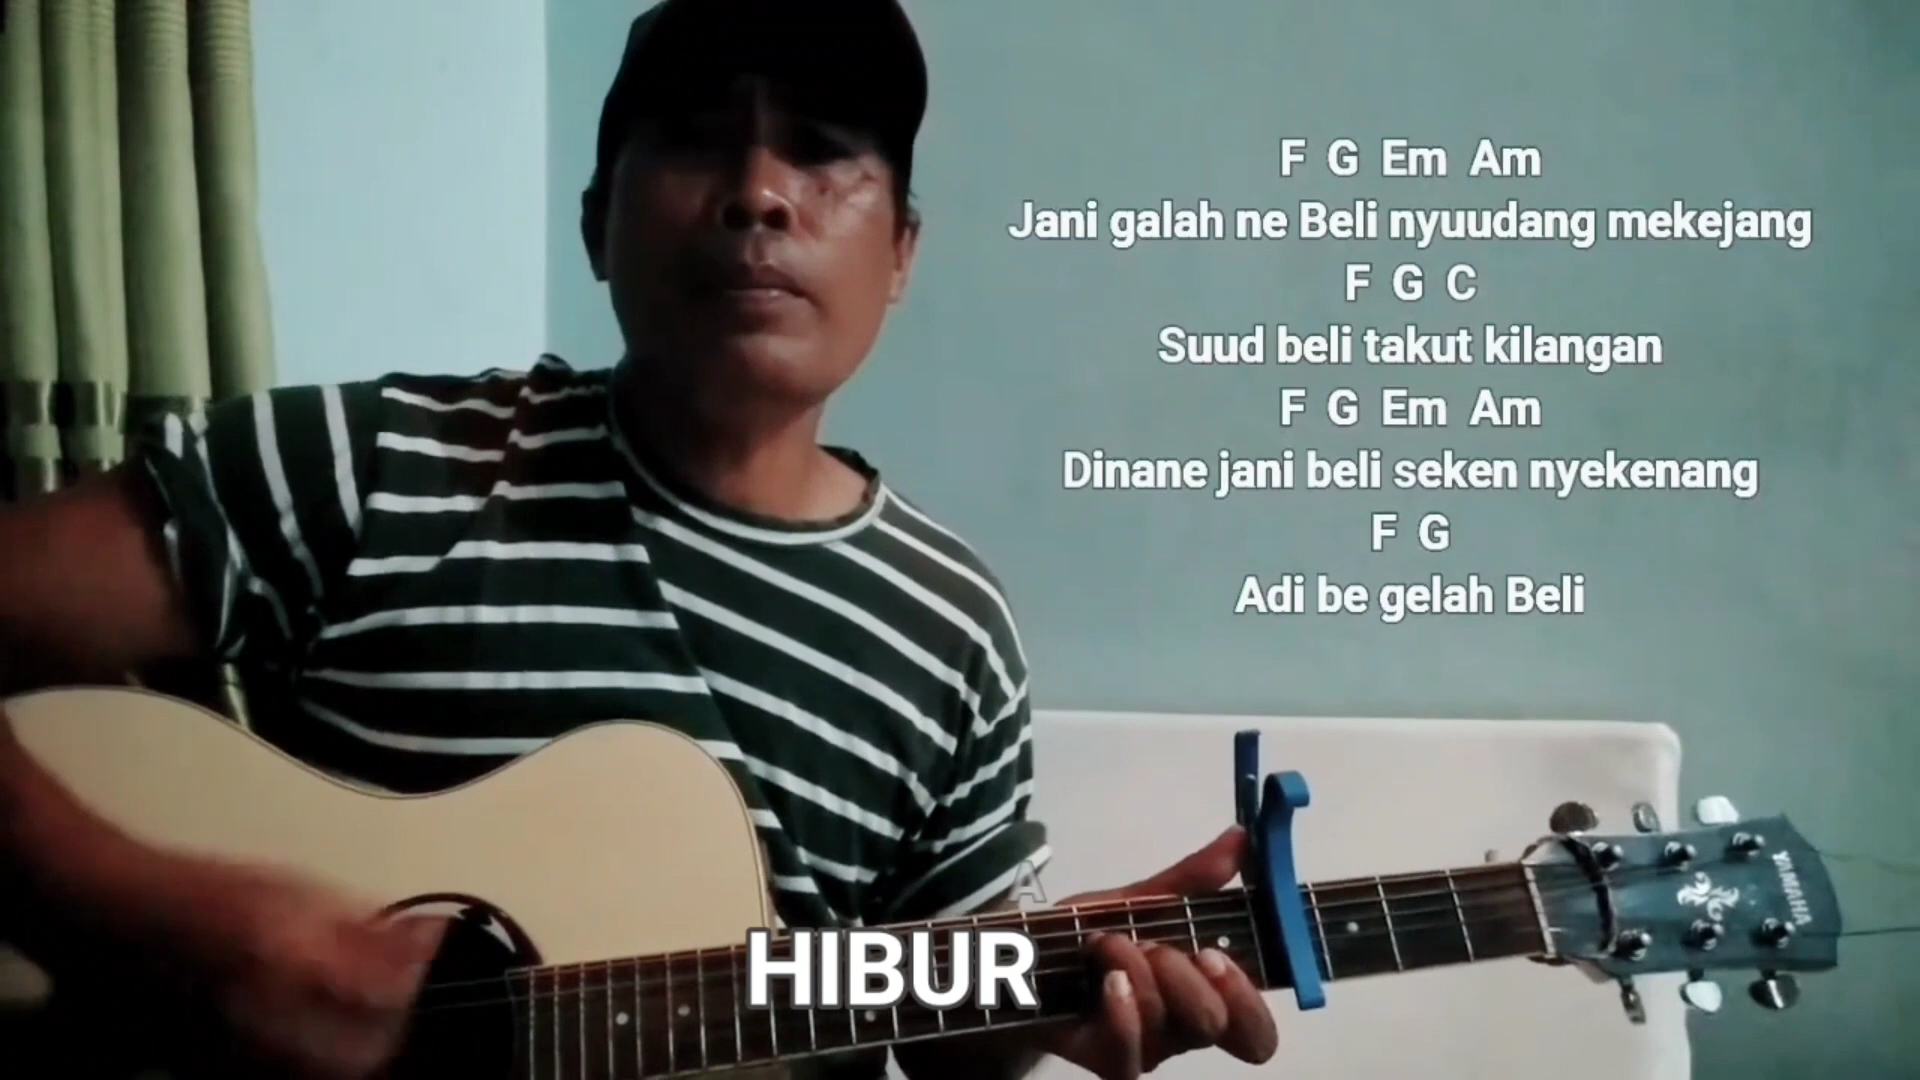 F G Em Am
Jani galah ne Beli nyuudang mekejang
F G C
Suud beli takut kilangan
F G Em Am
Dinane jani beli seken nyekenang
F G
Adi be gelah Beli
A
HIBUR
YAMAHA